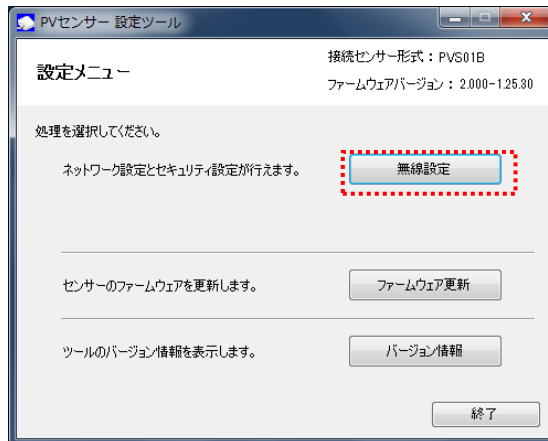 PVセンサー 設定ツール
設定メニュー
接続センサー形式：PVS01B
ファームウェアバージョン：2.000-1.25.30
処理を選択してください。
ネットワーク設定とセキュリティ設定が行えます。
無線設定
センサーのファームウェアを更新します。
ファームウェア更新
ツールのバージョン情報を表示します。
バージョン情報
終了